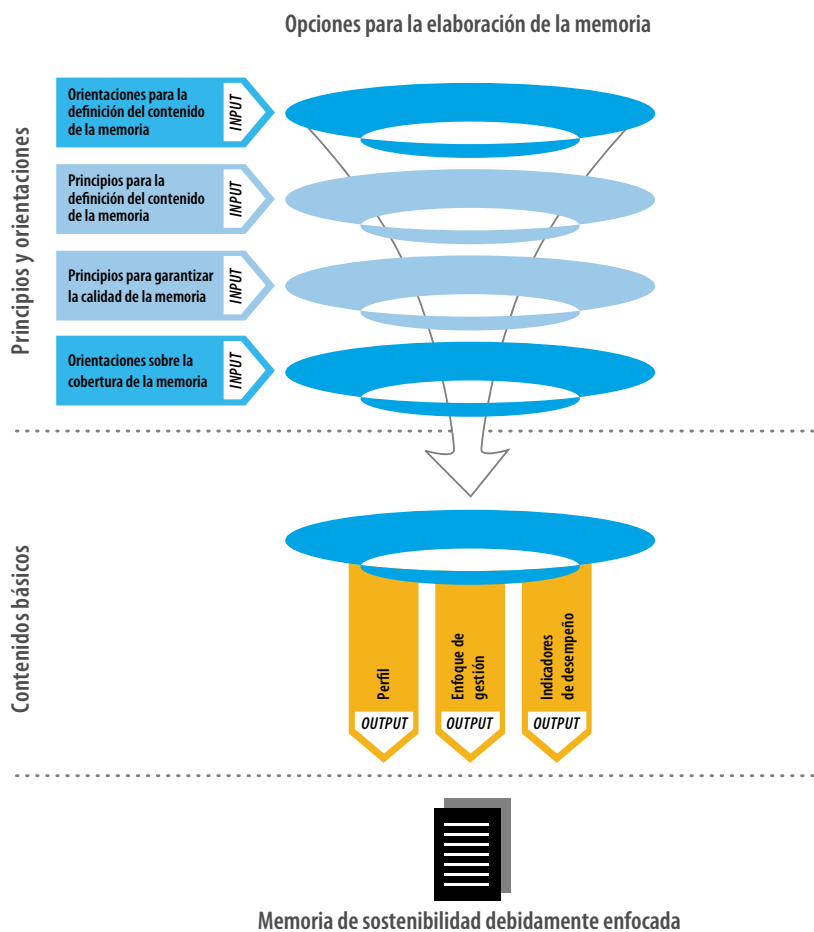 Opciones para la elaboración de la memoria
Principios y orientaciones
Orientaciones para la
definición del contenido
de la memoria
INPUT
Principios para la
definición del contenido
de la memoria
INPUT
Principios para garantizar
la calidad de la memoria
INPUT
Orientaciones sobre la
cobertura de la memoria
INPUT
Contenidos básicos
Perfil
OUTPUT
Enfoque de
gestión
OUTPUT
Indicadores
de desempeño
OUTPUT
Memoria de sostenibilidad debidamente enfocada